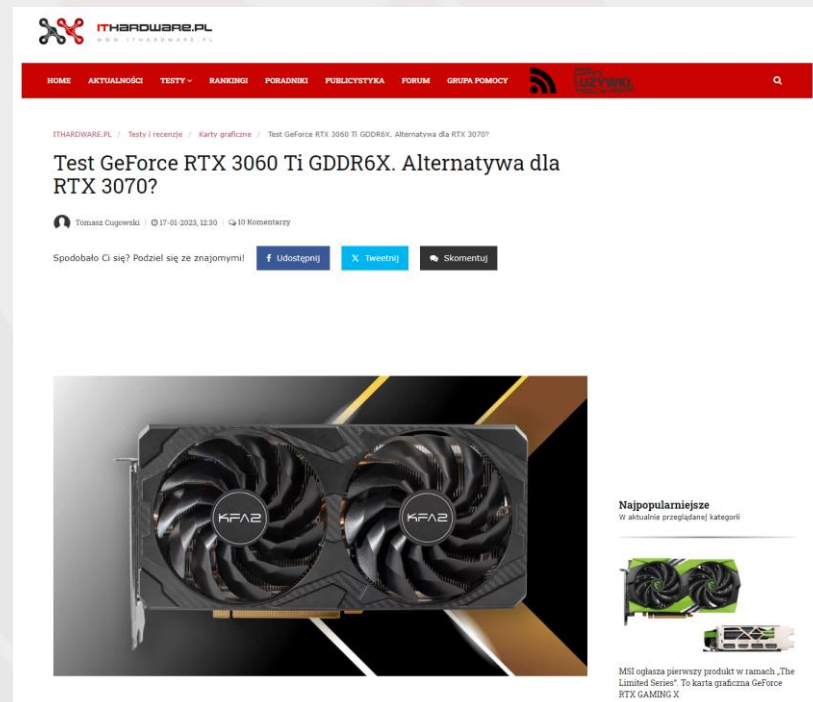 ITHARDWARE.PL
WWW.ITHARDWARE.PL
HOME AKTUALNOŚCI TESTY RANKINGI PORADNIKI PUBLICYSTYKA FORUM GRUPA POMOCY UŻYWKI
ITHARDWARE.PL / Testy i recenzje / Karty graficzne / Test GeForce RTX 3060 Ti GDDR6X. Alternatywa dla RTX 3070?
Test GeForce RTX 3060 Ti GDDR6X. Alternatywa dla
RTX 3070?
Tomasz Cugowski 17-01-2023, 12:30 10 Komentarzy
Spodobało Ci się? Podziel się ze znajomymi! Udostępnij Tweetnij Skomentuj
KFA2 KFA2
Najpopularniejsze
W aktualnie przeglądanej kategorii
MSI ogłasza pierwszy produkt w ramach „The
Limited Series". To karta graficzna GeForce
RTX GAMING X